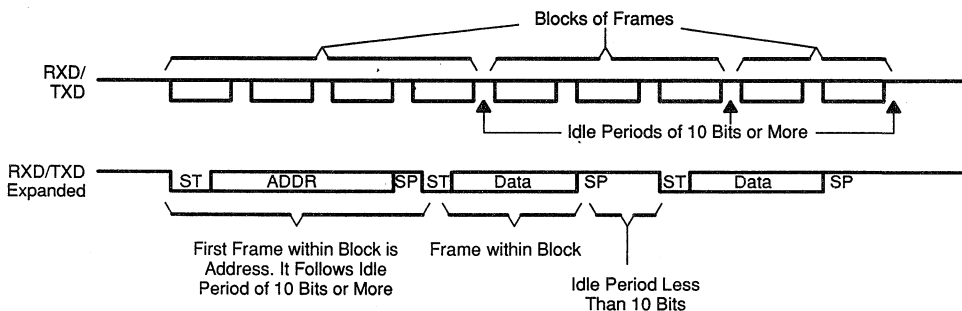 Blocks of Frames
RXD/
TXD
Idle Periods of 10 Bits or More
RXD/TXD
Expanded
ST ADDR SP ST Data SP ST Data SP
First Frame within Block is
Address. It Follows Idle
Period of 10 Bits or More
Frame within Block
Idle Period Less
Than 10 Bits